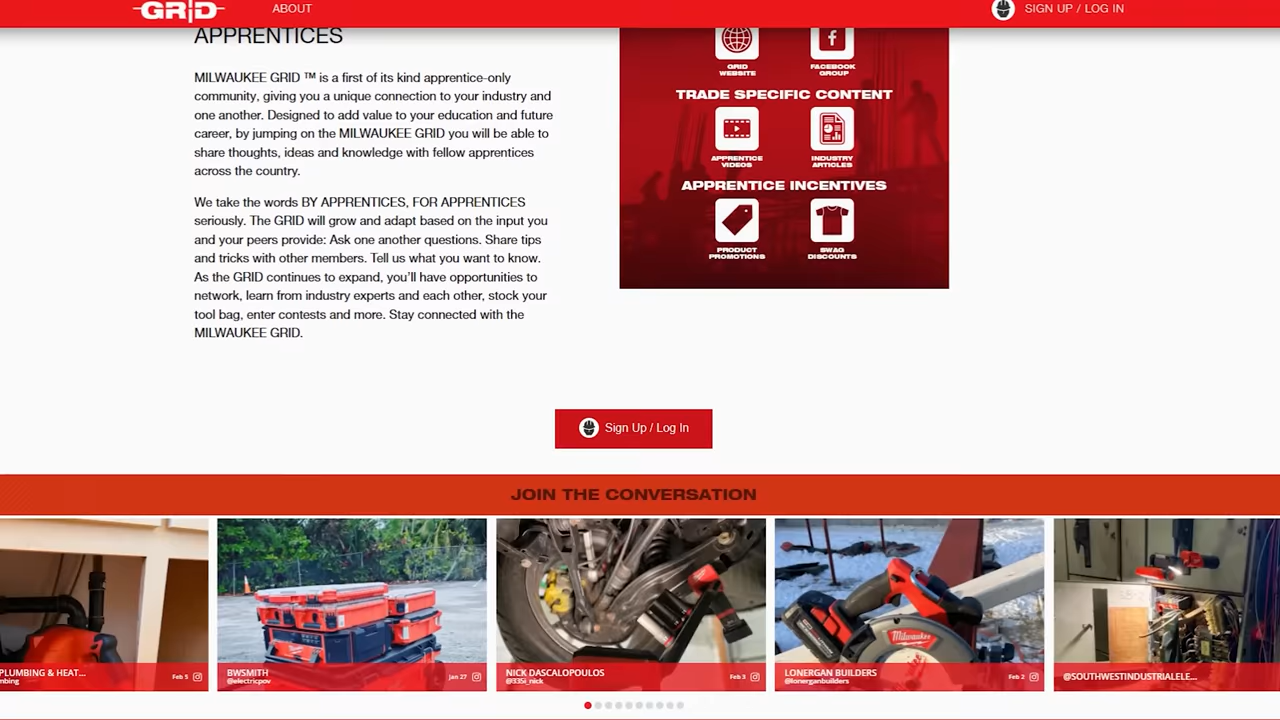 GRID
ABOUT
SIGN UP / LOG IN
APPRENTICES
MILWAUKEE GRID ™ is a first of its kind apprentice-only
community, giving you a unique connection to your industry and
one another. Designed to add value to your education and future
career, by jumping on the MILWAUKEE GRID you will be able to
share thoughts, ideas and knowledge with fellow apprentices
across the country.
We take the words BY APPRENTICES, FOR APPRENTICES
seriously. The GRID will grow and adapt based on the input you
and your peers provide: Ask one another questions. Share tips
and tricks with other members. Tell us what you want to know.
As the GRID continues to expand, you'll have opportunities to
network, learn from industry experts and each other, stock your
tool bag, enter contests and more. Stay connected with the
MILWAUKEE GRID.
GRID
WEBSITE
FACEBOOK
GROUP
TRADE SPECIFIC CONTENT
APPRENTICE
VIDEOS
INDUSTRY
ARTICLES
APPRENTICE INCENTIVES
PRODUCT
PROMOTIONS
SWAG
DISCOUNTS
Sign Up / Log In
JOIN THE CONVERSATION
PLUMBING & HEAT...
mbing
Feb 5
BWSMITH
@electricpov
Jan 27
NICK DASCALOPOULOS
@335i_nick
Feb 3
Milwaukee
LONERGAN BUILDERS
@lonerganbuilders
Feb 2
@SOUTHWESTINDUSTRIALELE...